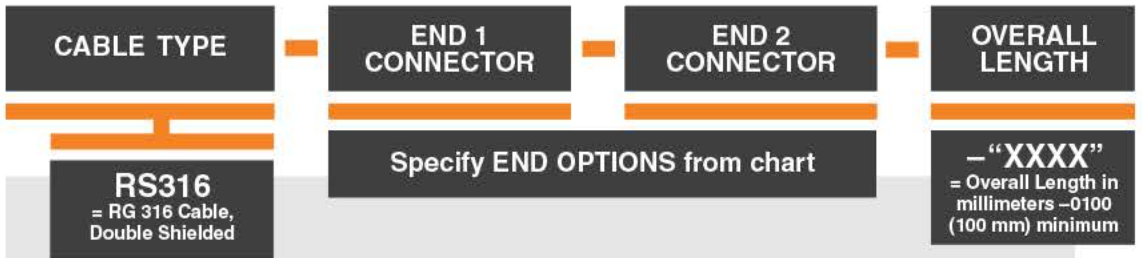 CABLE TYPE
END 1
CONNECTOR
END 2
CONNECTOR
OVERALL
LENGTH
RS316
= RG 316 Cable,
Double Shielded
Specify END OPTIONS from chart
–“XXXX”
= Overall Length in
millimeters –0100
(100 mm) minimum